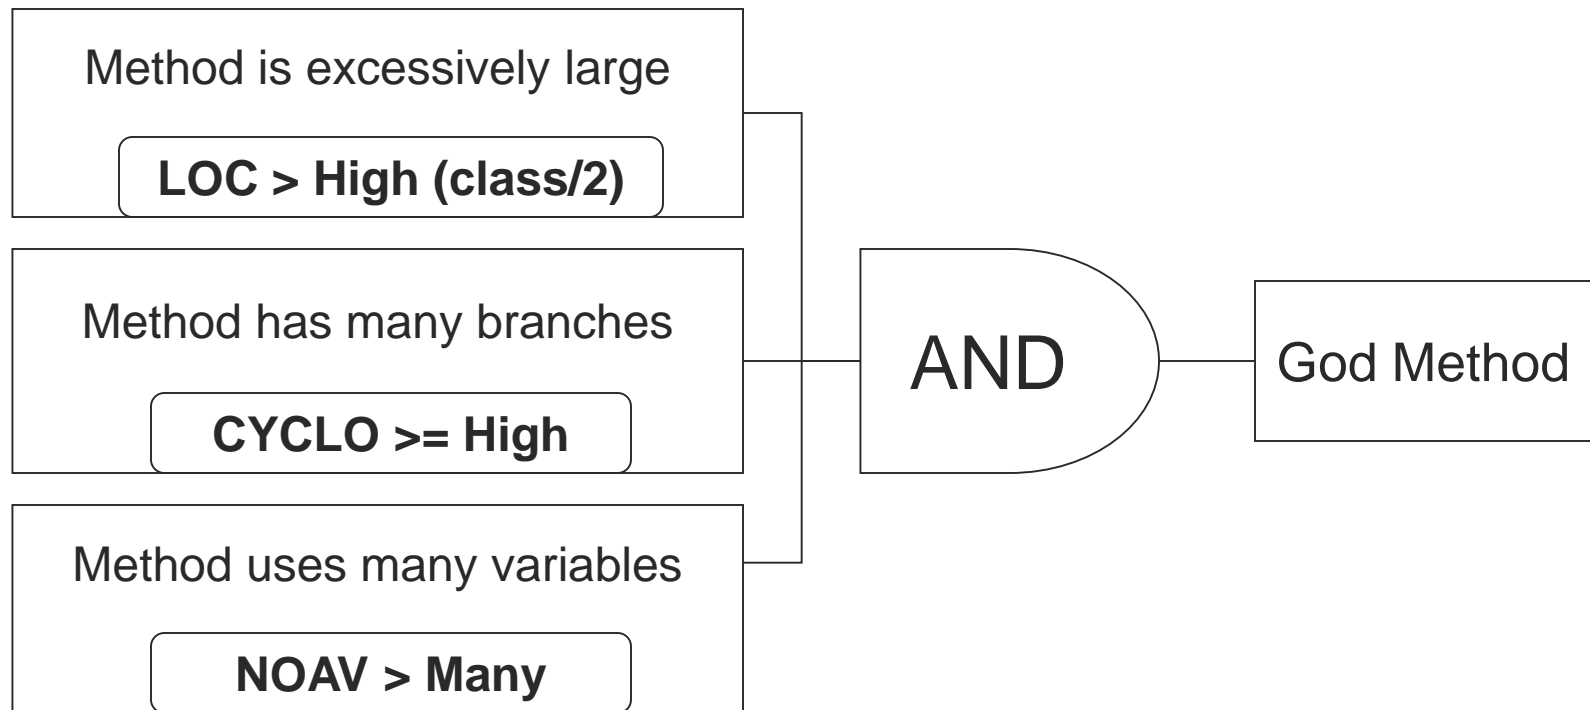 Method is excessively large
LOC > High (class/2)
Method has many branches
CYCLO >= High
Method uses many variables
NOAV > Many
AND
God Method